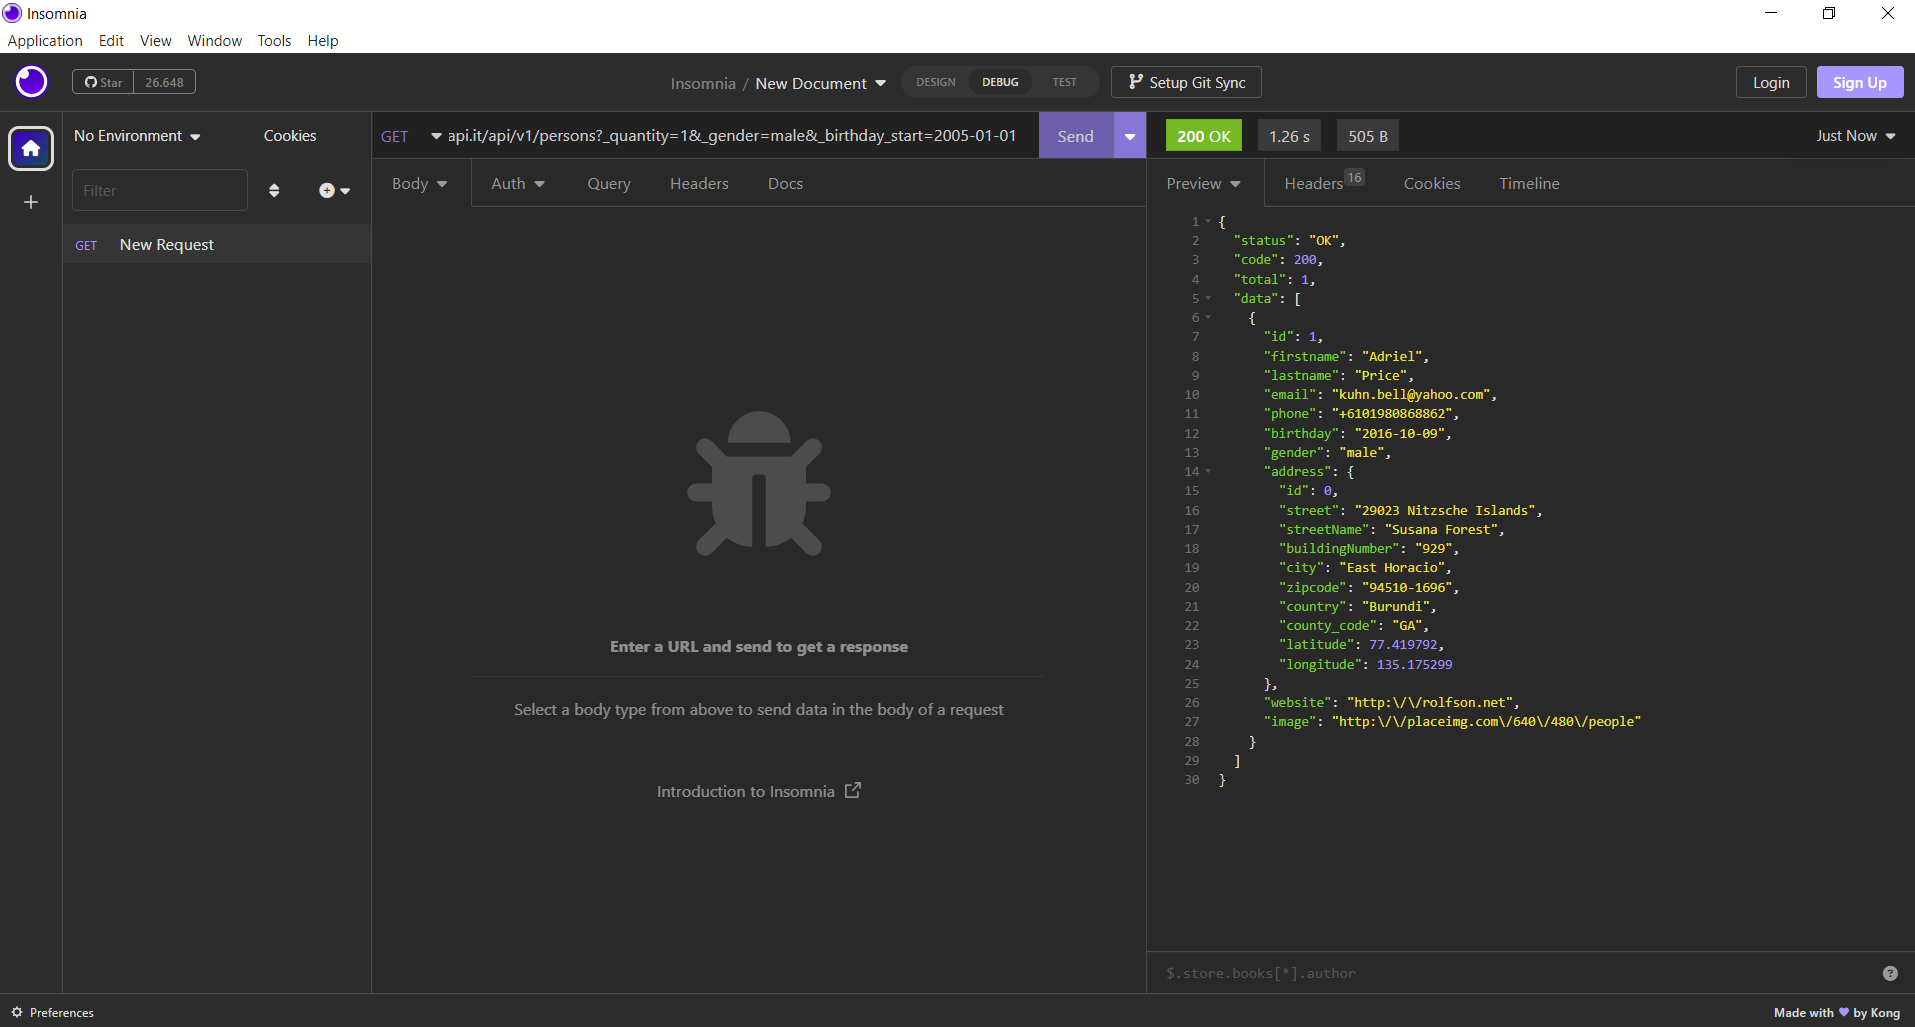 Insomnia
Application Edit View Window Tools Help
Star 26.648
Insomnia / New Document
DESIGN DEBUG TEST
Setup Git Sync
Login
Sign Up
No Environment
Cookies
Filter
GET New Request
GET api.it/api/v1/persons?_quantity=1&_gender=male&_birthday_start=2005-01-01
Send
Body Auth Query Headers Docs
Enter a URL and send to get a response
Select a body type from above to send data in the body of a request
Introduction to Insomnia
200 OK 1.26 s 505 B Just Now
Preview Headers 16 Cookies Timeline
1 {
2 "status": "OK",
3 "code": 200,
4 "total": 1,
5 "data": [
6 {
7 "id": 1,
8 "firstname": "Adriel",
9 "lastname": "Price",
10 "email": "kuhn.bell@yahoo.com",
11 "phone": "+6101980868862",
12 "birthday": "2016-10-09",
13 "gender": "male",
14 "address": {
15 "id": 0,
16 "street": "29023 Nitzsche Islands",
17 "streetName": "Susana Forest",
18 "buildingNumber": "929",
19 "city": "East Horacio",
20 "zipcode": "94510-1696",
21 "country": "Burundi",
22 "county_code": "GA",
23 "latitude": 77.419792,
24 "longitude": 135.175299
25 },
26 "website": "http:\/\/rolfson.net",
27 "image": "http:\/\/placeimg.com\/640\/480\/people"
28 }
29 ]
30 }
$.store.books[*].author
?
Preferences
Made with 💜 by Kong